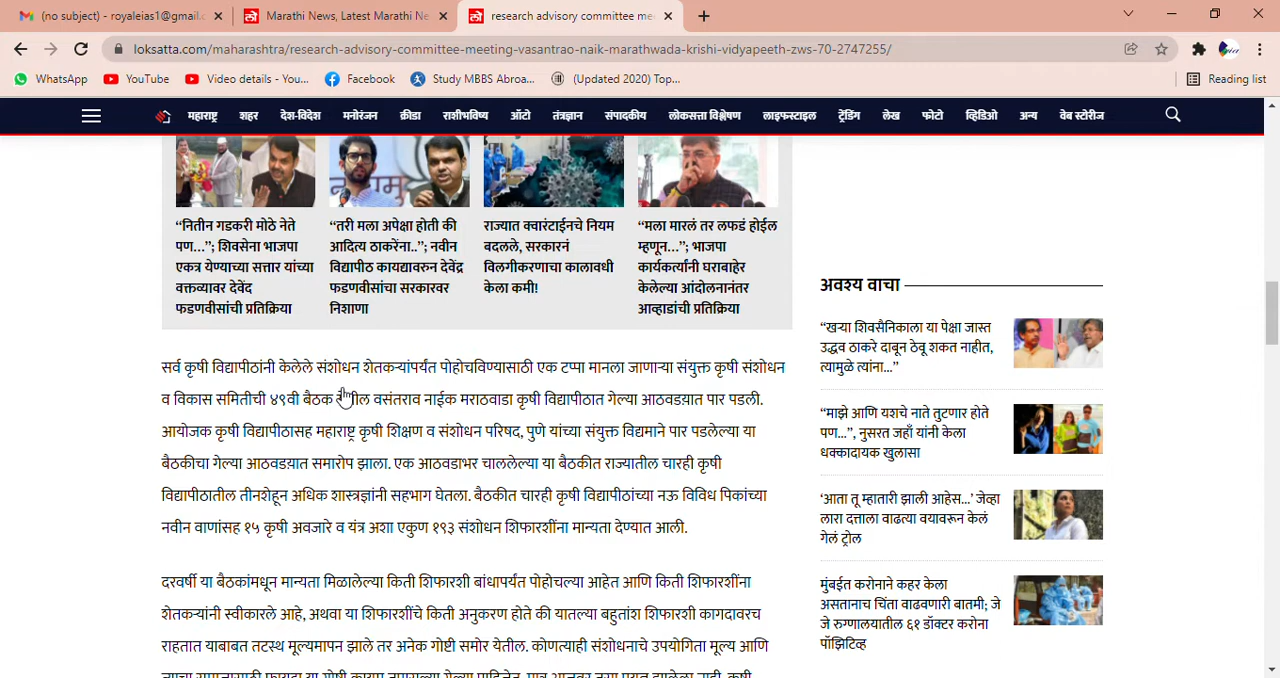 (no subject) - royaleias1@gmail.c
Marathi News, Latest Marathi Ne
research advisory committee me
loksatta.com/maharashtra/research-advisory-committee-meeting-vasantrao-naik-marathwada-krishi-vidyapeeth-zws-70-2747255/
WhatsApp YouTube Video details - You... Facebook Study MBBS Abroa... (Updated 2020) Top... Reading list
महाराष्ट्र शहर देश-विदेश मनोरंजन क्रीडा राशीभविष्य ऑटो तंत्रज्ञान संपादकीय लोकसत्ता विश्लेषण लाइफस्टाइल ट्रेंडिंग लेख फोटो व्हिडिओ अन्य वेब स्टोरीज
“नितीन गडकरी मोठे नेते
पण…”; शिवसेना भाजपा
एकत्र येण्याच्या सत्तार यांच्या
वक्तव्यावर देवेंद्र
फडणवीसांची प्रतिक्रिया
“तरी मला अपेक्षा होती की
आदित्य ठाकरेंना..”; नवीन
विद्यापीठ कायद्यावरुन देवेंद्र
फडणवीसांचा सरकारवर
निशाणा
राज्यात क्वारंटाईनचे नियम
बदलले, सरकारनं
विलगीकरणाचा कालावधी
केला कमी!
“मला मारलं तर लफडं होईल
म्हणून…”; भाजपा
कार्यकर्त्यांनी घराबाहेर
केलेल्या आंदोलनानंतर
आव्हाडांची प्रतिक्रिया
सर्व कृषी विद्यापीठांनी केलेले संशोधन शेतकऱ्यांपर्यंत पोहोचविण्यासाठी एक टप्पा मानला जाणाऱ्या संयुक्त कृषी संशोधन
व विकास समितीची ४९वी बैठक वसंतराव नाईक मराठवाडा कृषी विद्यापीठात गेल्या आठवडय़ात पार पडली.
आयोजक कृषी विद्यापीठासह महाराष्ट्र कृषी शिक्षण व संशोधन परिषद, पुणे यांच्या संयुक्त विद्यमाने पार पडलेल्या या
बैठकीचा गेल्या आठवडय़ात समारोप झाला. एक आठवडाभर चाललेल्या या बैठकीत राज्यातील चारही कृषी
विद्यापीठातील तीनशेहून अधिक शास्त्रज्ञांनी सहभाग घेतला. बैठकीत चारही कृषी विद्यापीठांच्या नऊ विविध पिकांच्या
नवीन वाणांसह १५ कृषी अवजारे व यंत्र अशा एकुण १९३ संशोधन शिफारशींना मान्यता देण्यात आली.
दरवर्षी या बैठकांमधून मान्यता मिळालेल्या किती शिफारशी बांधापर्यंत पोहोचल्या आहेत आणि किती शिफारशींना
शेतकऱ्यांनी स्वीकारले आहे, अथवा या शिफारशींचे किती अनुकरण होते की यातल्या बहुतांश शिफारशी कागदावरच
राहतात याबाबत तटस्थ मूल्यमापन झाले तर अनेक गोष्टी समोर येतील. कोणत्याही संशोधनाचे उपयोगिता मूल्य आणि
अवश्य वाचा
“खऱ्या शिवसैनिकाला या पेक्षा जास्त
उद्धव ठाकरे दाबून ठेवू शकत नाहीत,
त्यामुळे त्यांना…”
“माझे आणि यशचे नाते तुटणार होते
पण…”, नुसरत जहाँ यांनी केला
धक्कादायक खुलासा
‘आता तू म्हातारी झाली आहेस…’ जेव्हा
लारा दत्ताला वाढत्या वयावरून केलं
गेलं ट्रोल
मुंबईत करोनाने कहर केला
असतानाच चिंता वाढवणारी बातमी; जे
जे रुग्णालयातील ६१ डॉक्टर करोना
पॉझिटिव्ह